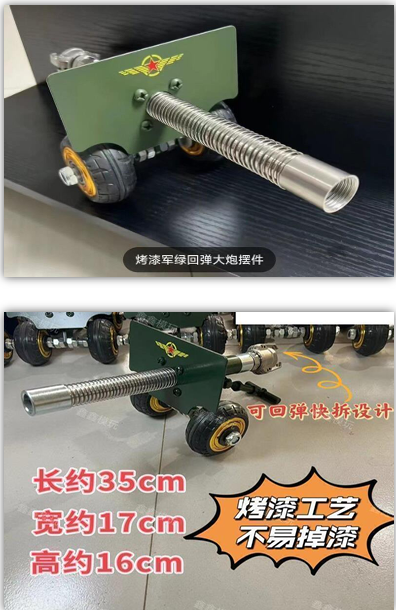 烤漆军绿回弹大炮摆件
可回弹快拆设计
长约35cm
宽约17cm
高约16cm
烤漆工艺
不易掉漆